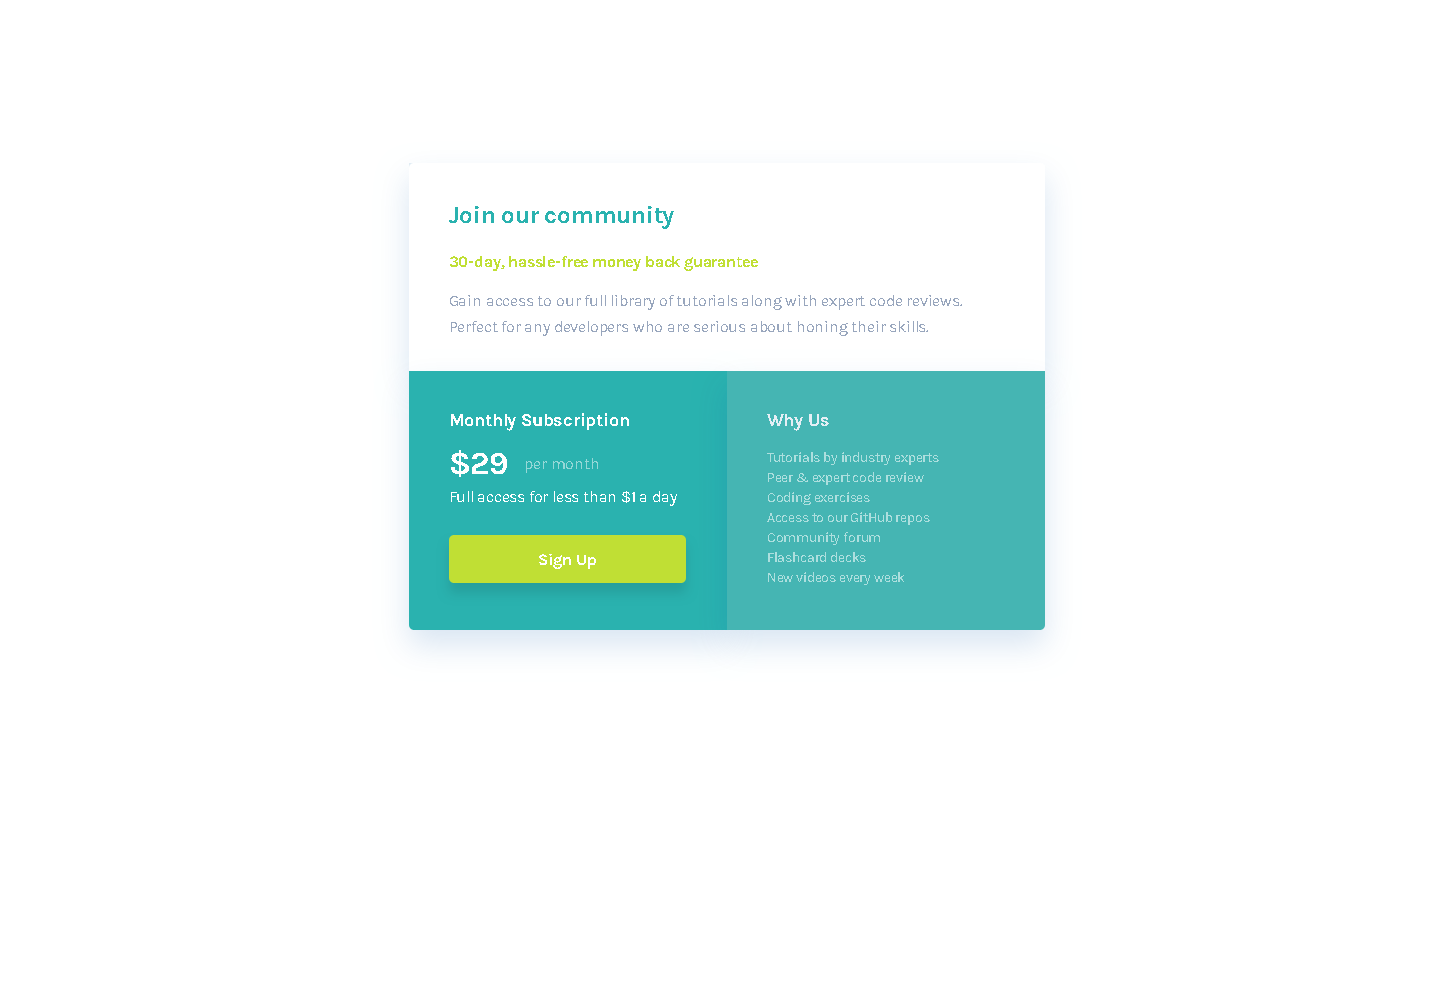 Join our community
30-day, hassle-free money back guarantee
Gain access to our full library of tutorials along with expert code reviews.
Perfect for any developers who are serious about honing their skills.
Monthly Subscription
$29 per month
Full access for less than $1 a day
Sign Up
Why Us
Tutorials by industry experts
Peer & expert code review
Coding exercises
Access to our GitHub repos
Community forum
Flashcard decks
New videos every week